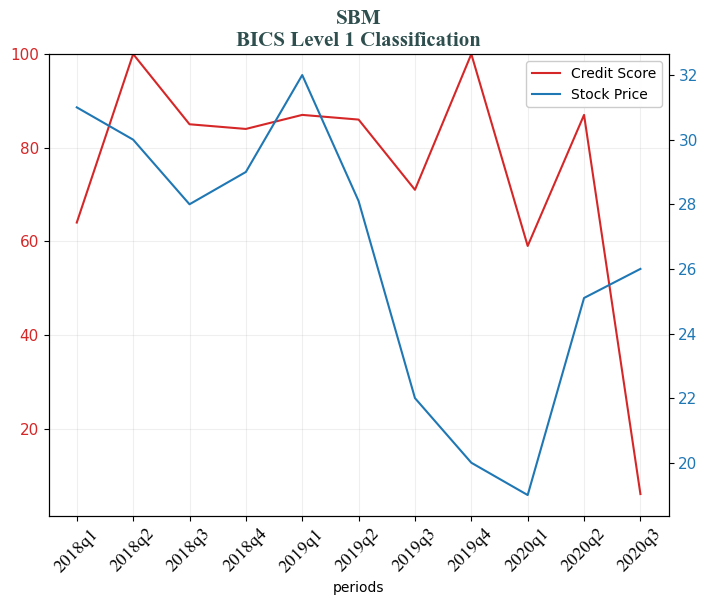 SBM
BICS Level 1 Classification
Credit Score
Stock Price
100
80
60
40
20
32
30
28
26
24
22
20
2018q1
2018q2
2018q3
2018q4
2019q1
2019q2
2019q3
2019q4
2020q1
2020q2
2020q3
periods